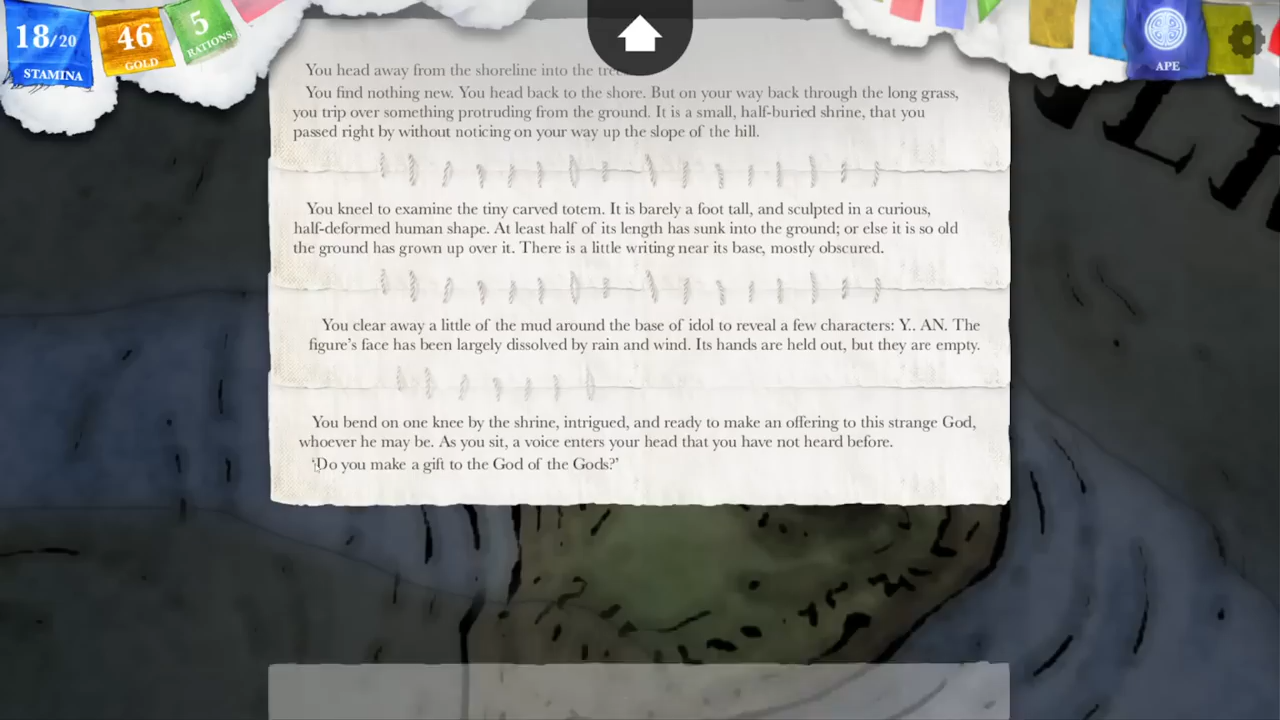 18/20
STAMINA
46
GOLD
5
RATIONS
APE
You head away from the shoreline into the
You find nothing new. You head back to the shore. But on your way back through the long grass,
you trip over something protruding from the ground. It is a small, half-buried shrine, that you
passed right by without noticing on your way up the slope of the hill.
You kneel to examine the tiny carved totem. It is barely a foot tall, and sculpted in a curious,
half-deformed human shape. At least half of its length has sunk into the ground; or else it is so old
the ground has grown up over it. There is a little writing near its base, mostly obscured.
You clear away a little of the mud around the base of idol to reveal a few characters: Y.. AN. The
figure’s face has been largely dissolved by rain and wind. Its hands are held out, but they are empty.
You bend on one knee by the shrine, intrigued, and ready to make an offering to this strange God,
whoever he may be. As you sit, a voice enters your head that you have not heard before.
‘Do you make a gift to the God of the Gods?’